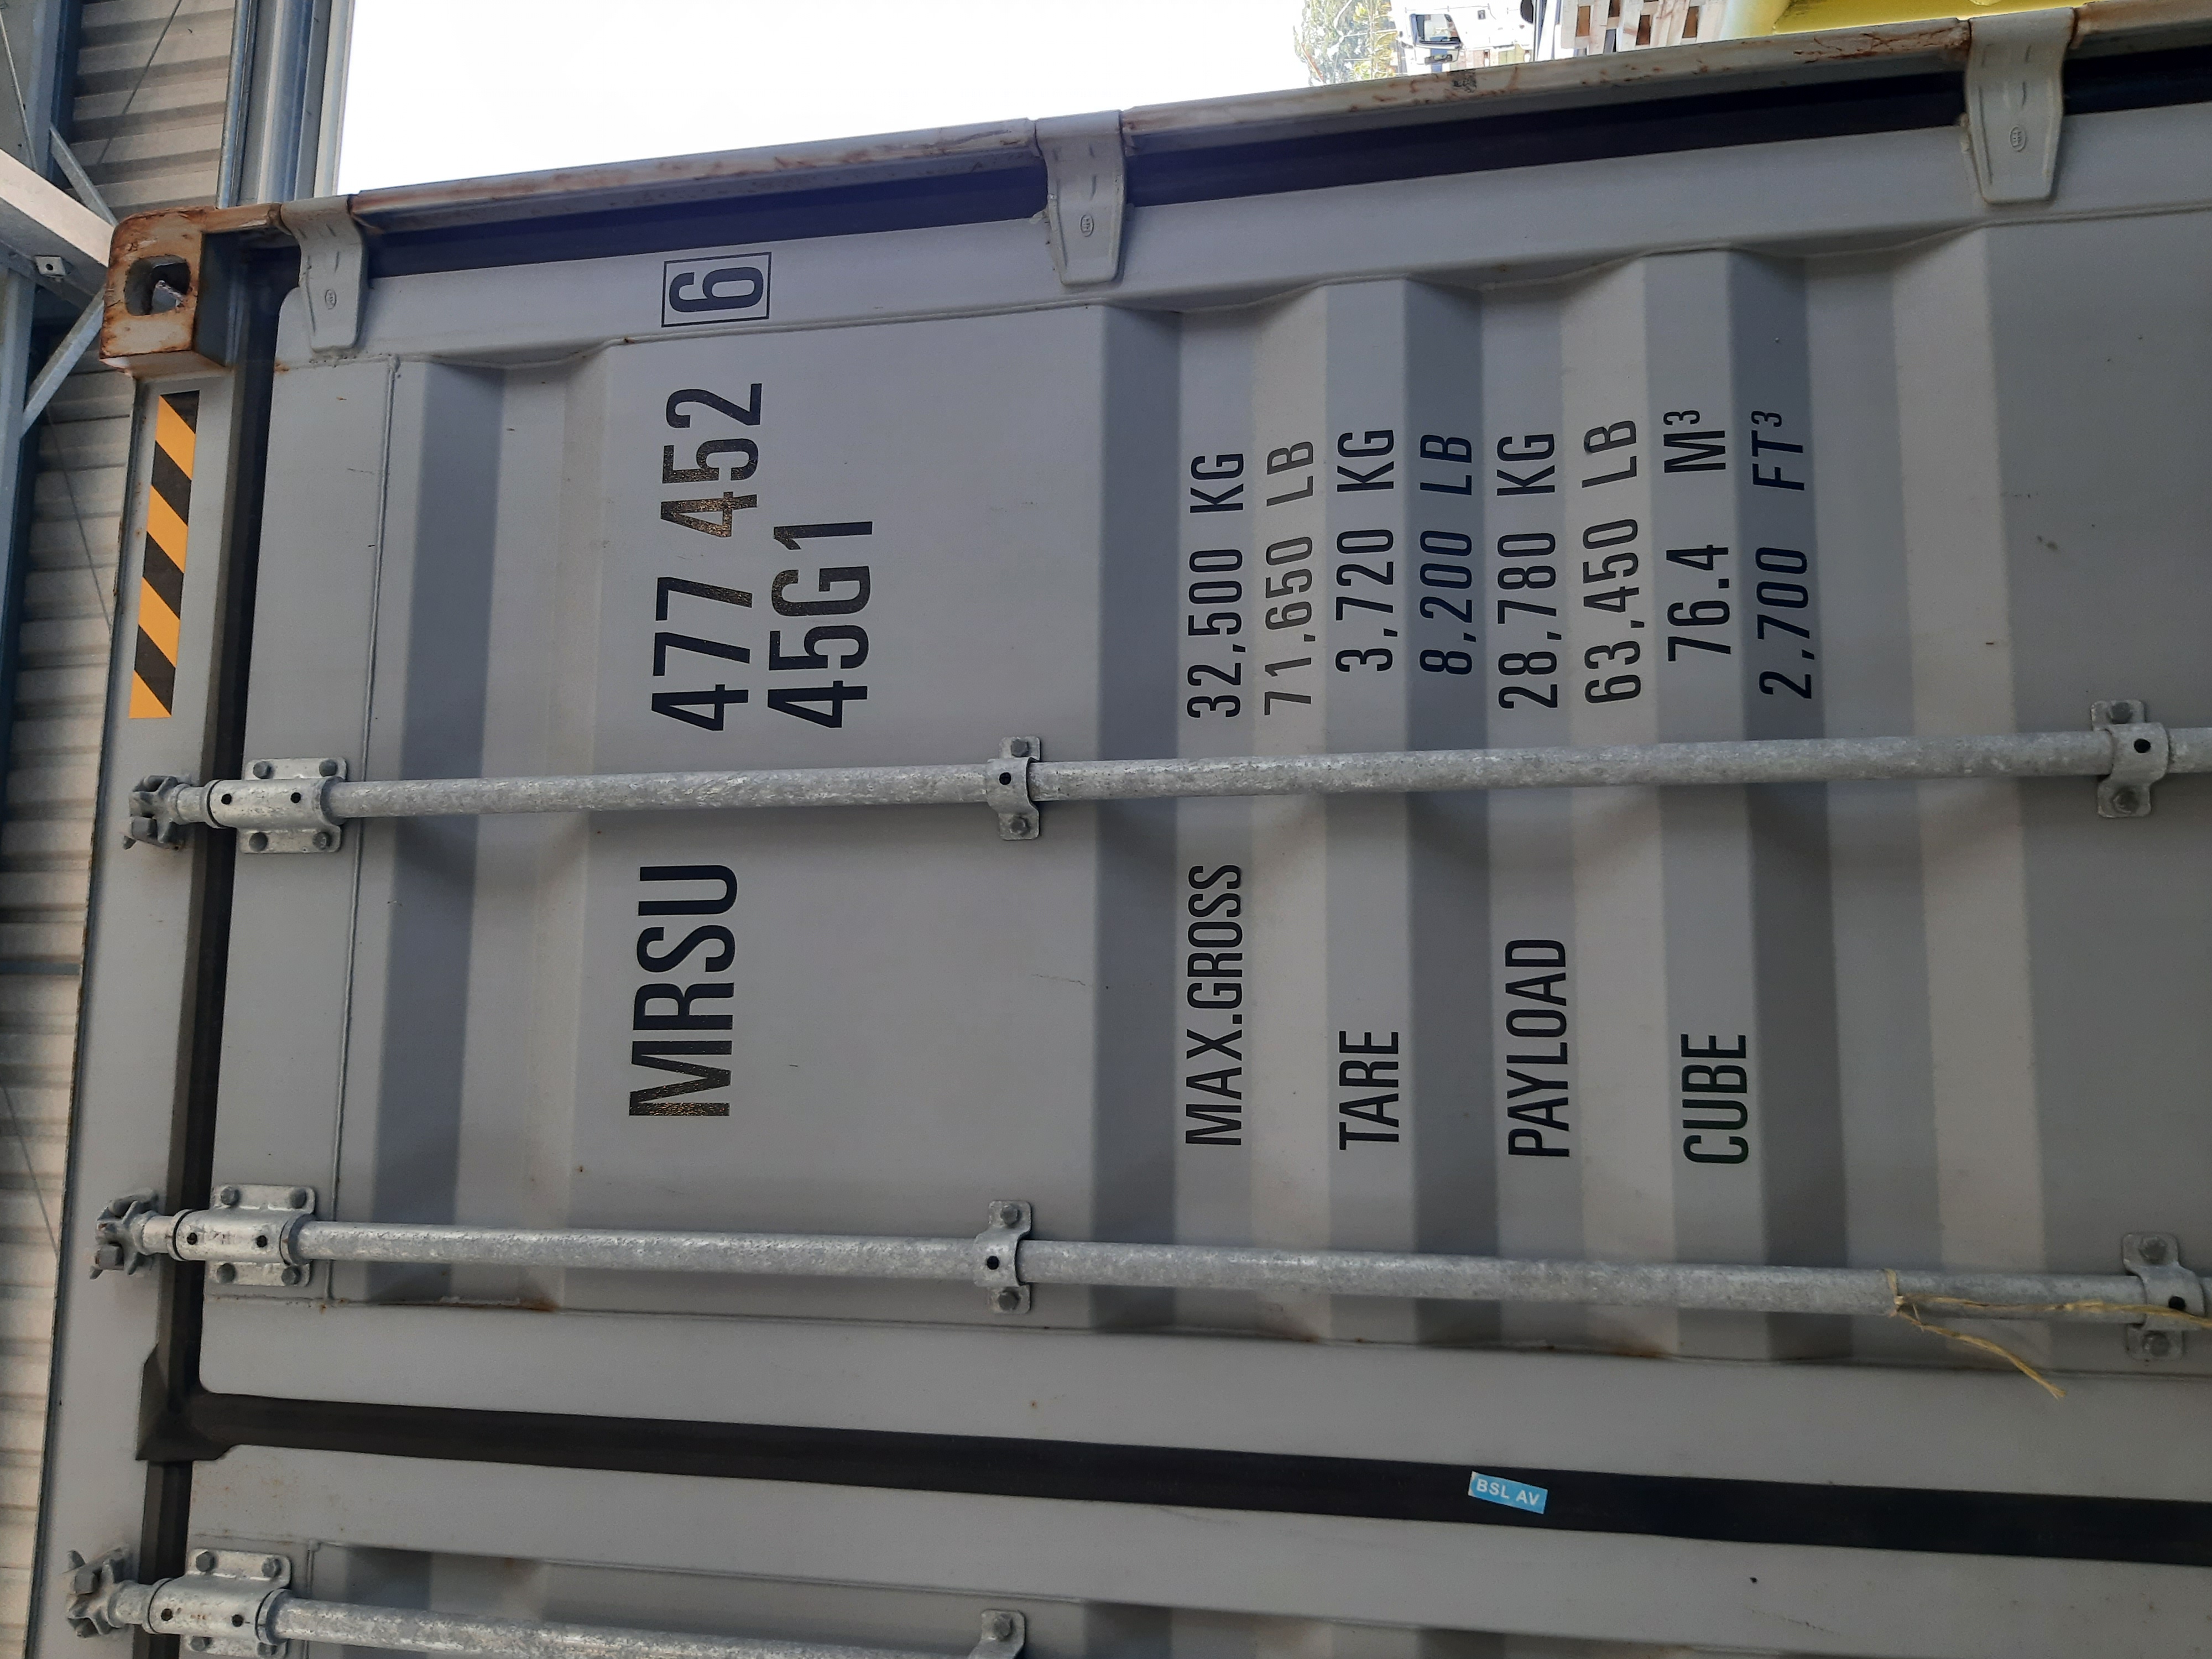 MRSU 477 452 6
45G1
MAX.GROSS 32,500 KG
71,650 LB
TARE 3,720 KG
8,200 LB
PAYLOAD 28,780 KG
63,450 LB
CUBE 76.4 M³
2,700 FT³
BSL AV